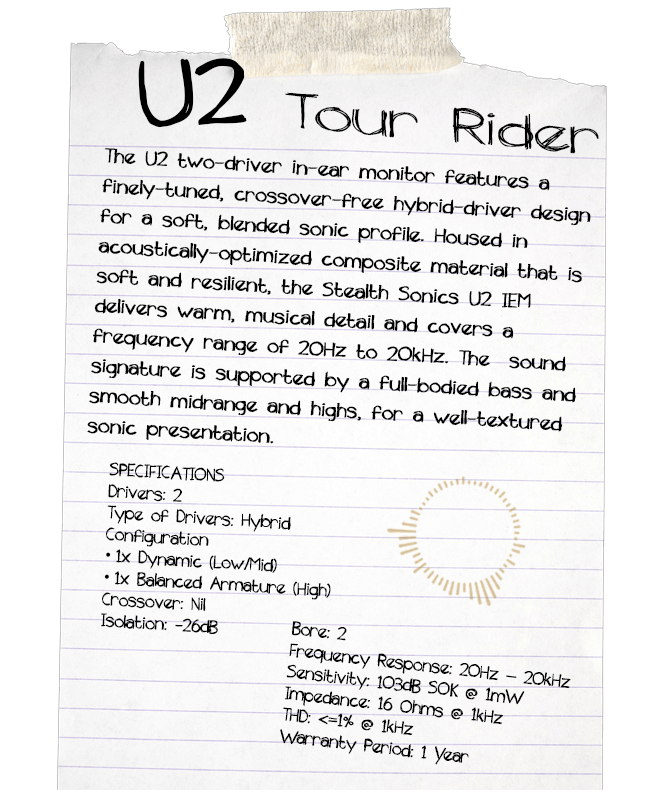 U2 Tour Rider
The U2 two-driver in-ear monitor features a
finely-tuned, crossover-free hybrid-driver design
for a soft, blended sonic profile. Housed in
acoustically-optimized composite material that is
soft and resilient, the Stealth Sonics U2 IEM
delivers warm, musical detail and covers a
frequency range of 20Hz to 20kHz. The sound
signature is supported by a full-bodied bass and
smooth midrange and highs, for a well-textured
sonic presentation.
SPECIFICATIONS
Drivers: 2
Type of Drivers: Hybrid
Configuration
• 1x Dynamic (Low/Mid)
• 1x Balanced Armature (High)
Crossover: Nil
Isolation: -26dB
Bore: 2
Frequency Response: 20Hz – 20kHz
Sensitivity: 103dB SOK @ 1mW
Impedance: 16 Ohms @ 1kHz
THD: <=1% @ 1kHz
Warranty Period: 1 Year